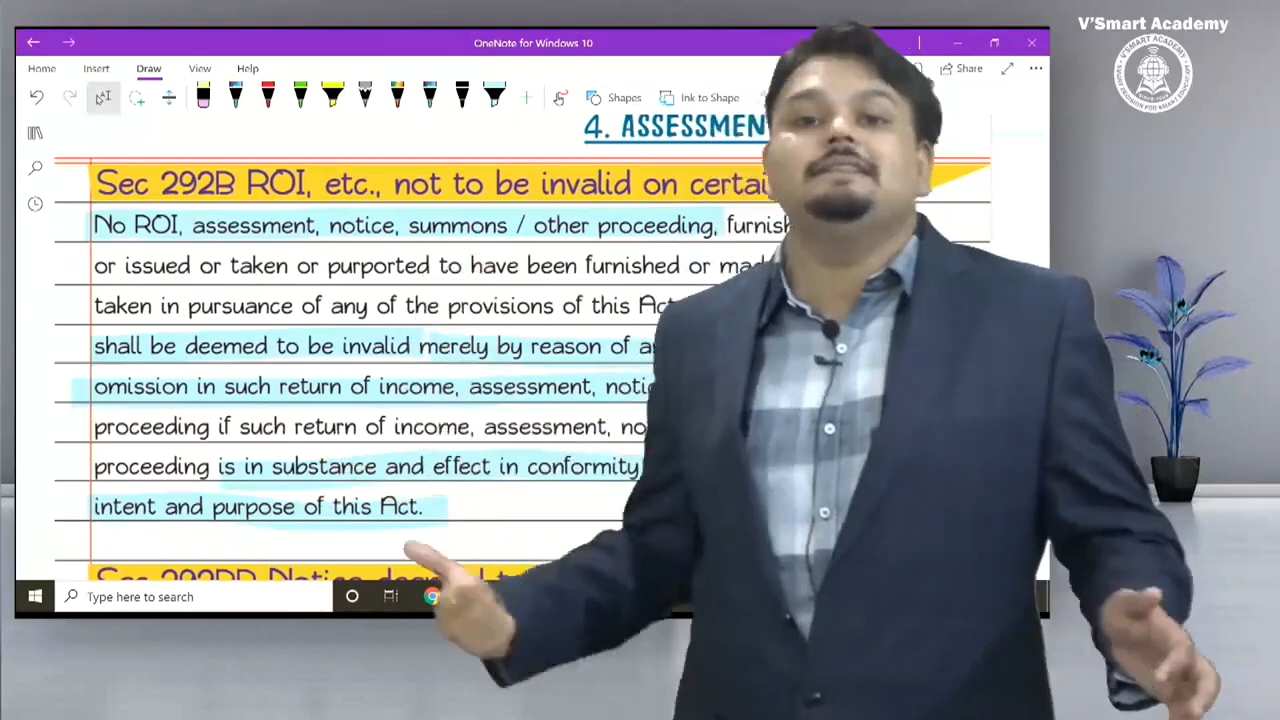 V'Smart Academy
OneNote for Windows 10
Home Insert Draw View Help
Share
Shapes Ink to Shape
4. ASSESSMEN
Sec 292B ROI, etc., not to be invalid on certai
No ROI, assessment, notice, summons / other proceeding, furnish
or issued or taken or purported to have been furnished or mad
taken in pursuance of any of the provisions of this Act
shall be deemed to be invalid merely by reason of a
omission in such return of income, assessment, notic
proceeding if such return of income, assessment, no
proceeding is in substance and effect in conformity
intent and purpose of this Act.
Type here to search